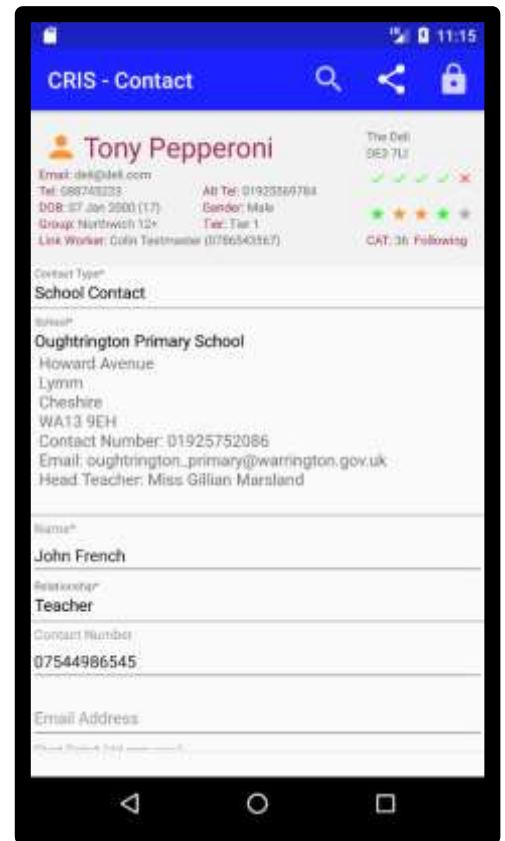 11:15
CRIS - Contact
Tony Pepperoni
The Deli
Email: deli@deli.com
Tel: 088743223 Alt Tel: 01925569784
DOB: 07 Jan 2000 (17) Gender: Male
Group: Northwich 12+ Tier: Tier 1
Link Worker: Colin Testmaster (0786543567)
CAT: 36 Following
Contact Type*
School Contact
School*
Oughtrington Primary School
Howard Avenue
Lymm
Cheshire
WA13 9EH
Contact Number: 01925752086
Email: oughtrington_primary@warrington.gov.uk
Head Teacher: Miss Gillian Marsland
Name*
John French
Relationship*
Teacher
Contact Number
07544986545
Email Address